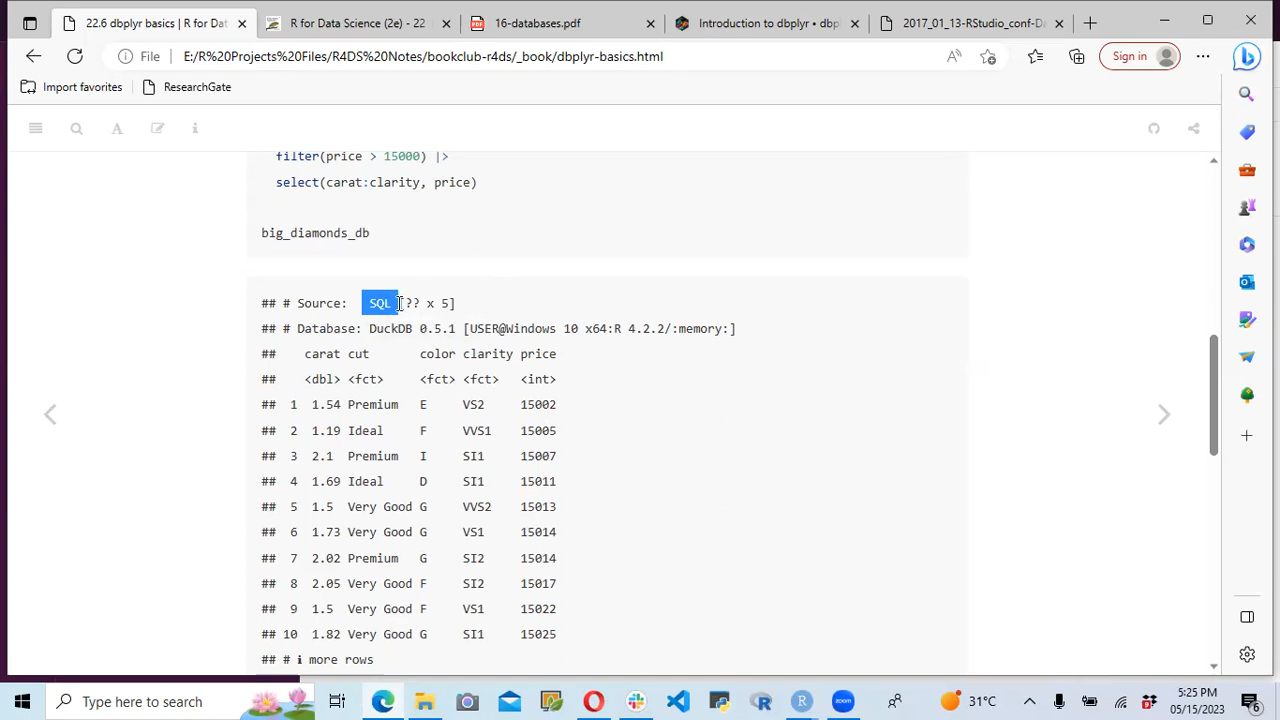 22.6 dbplyr basics | R for Dat
R for Data Science (2e) - 22
PDF
16-databases.pdf
Introduction to dbplyr • dbp
2017_01_13-RStudio_conf-Da
File
E:/R%20Projects%20Files/R4DS%20Notes/bookclub-r4ds/_book/dbplyr-basics.html
Sign in
Import favorites
ResearchGate
filter(price > 15000) |>
select(carat:clarity, price)
big_diamonds_db
## # Source:   SQL [?? x 5]
## # Database: DuckDB 0.5.1 [USER@Windows 10 x64:R 4.2.2/:memory:]
##    carat cut       color clarity price
##    <dbl> <fct>     <fct> <fct>   <int>
##  1  1.54 Premium   E     VS2     15002
##  2  1.19 Ideal     F     VVS1    15005
##  3  2.1  Premium   I     SI1     15007
##  4  1.69 Ideal     D     SI1     15011
##  5  1.5  Very Good G     VVS2    15013
##  6  1.73 Very Good G     VS1     15014
##  7  2.02 Premium   G     SI2     15014
##  8  2.05 Very Good F     SI2     15017
##  9  1.5  Very Good F     VS1     15022
## 10  1.82 Very Good G     SI1     15025
## # ℹ more rows
Type here to search
31°C
5:25 PM
05/15/2023
6